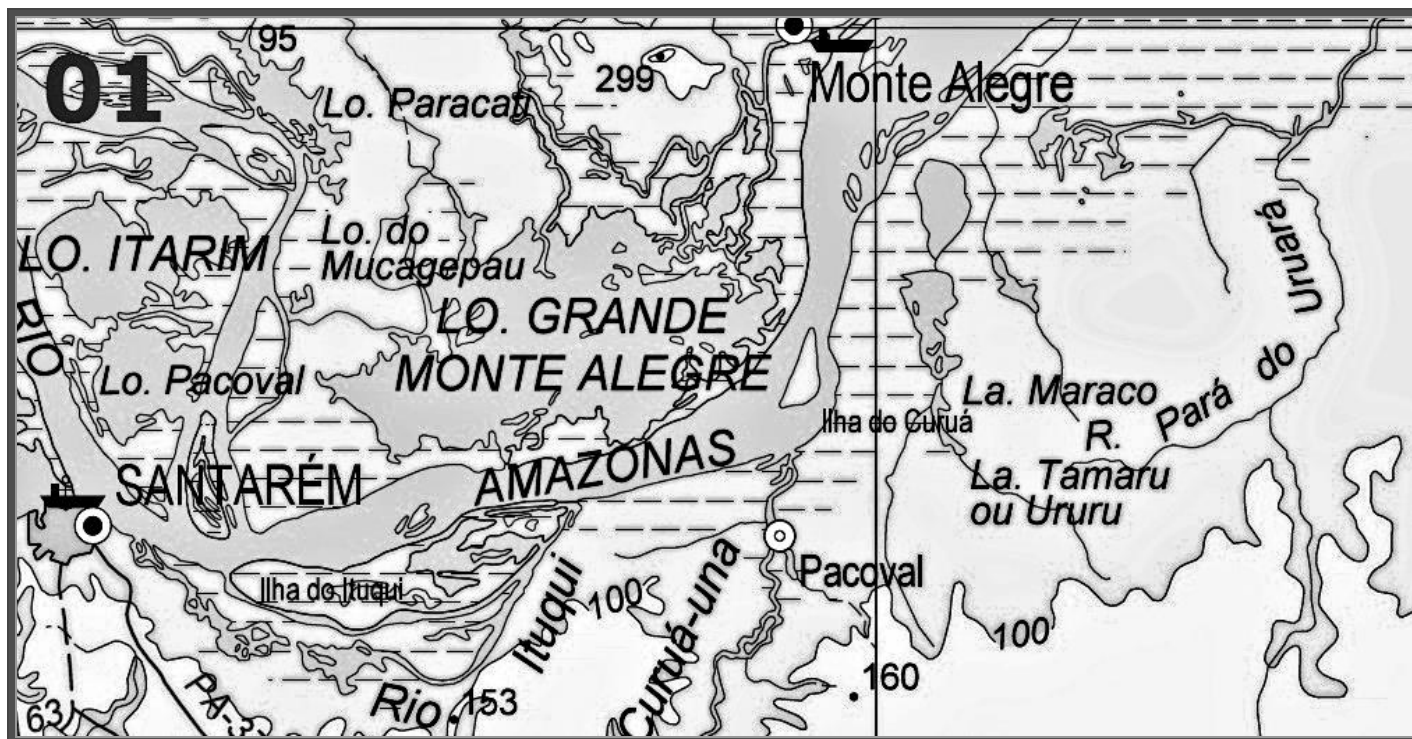 01
95
299
Monte Alegre
Lo. Paracati
LO. ITARIM
Lo. do
Mucagepau
Uruará
do
Pará
R.
RIO
LO. GRANDE
MONTE ALEGRE
Lo. Pacoval
La. Maraco
Ilha do Curuá
La. Tamaru
ou Ururu
SANTARÉM
AMAZONAS
Pacoval
Ilha do Ituqui
Ituqui
Rio
100
Curuá-una
100
160
153
PA-3
63